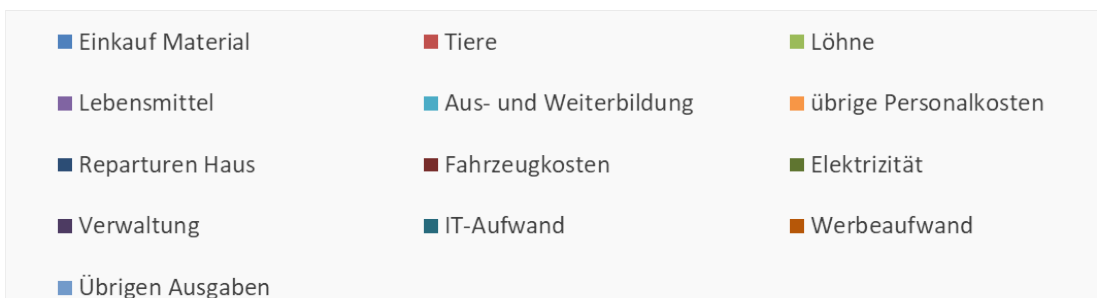 Einkauf Material Tiere Löhne
Lebensmittel Aus- und Weiterbildung übrige Personalkosten
Reparturen Haus Fahrzeugkosten Elektrizität
Verwaltung IT-Aufwand Werbeaufwand
Übrigen Ausgaben